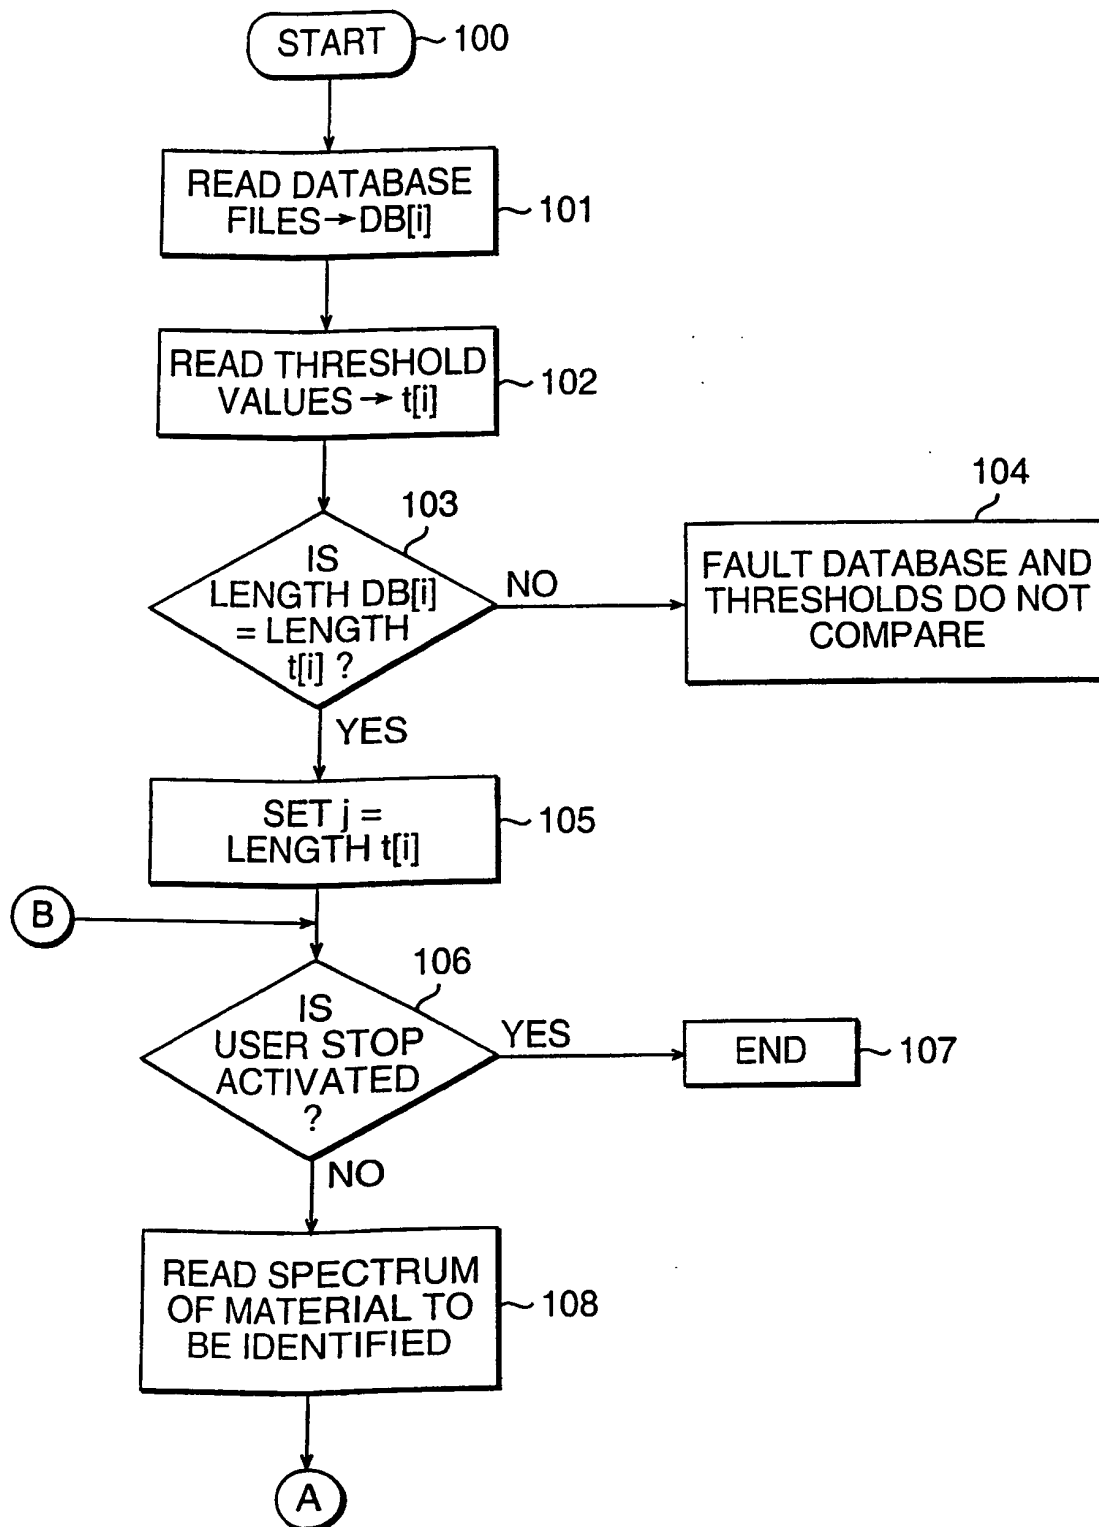 START
100
READ DATABASE
FILES→DB[i]
101
READ THRESHOLD
VALUES → t[i]
102
103
IS
LENGTH DB[i]
= LENGTH
t[i] ?
NO
104
FAULT DATABASE AND
THRESHOLDS DO NOT
COMPARE
YES
SET j =
LENGTH t[i]
105
B
106
IS
USER STOP
ACTIVATED
?
YES
END
107
NO
READ SPECTRUM
OF MATERIAL TO
BE IDENTIFIED
108
A